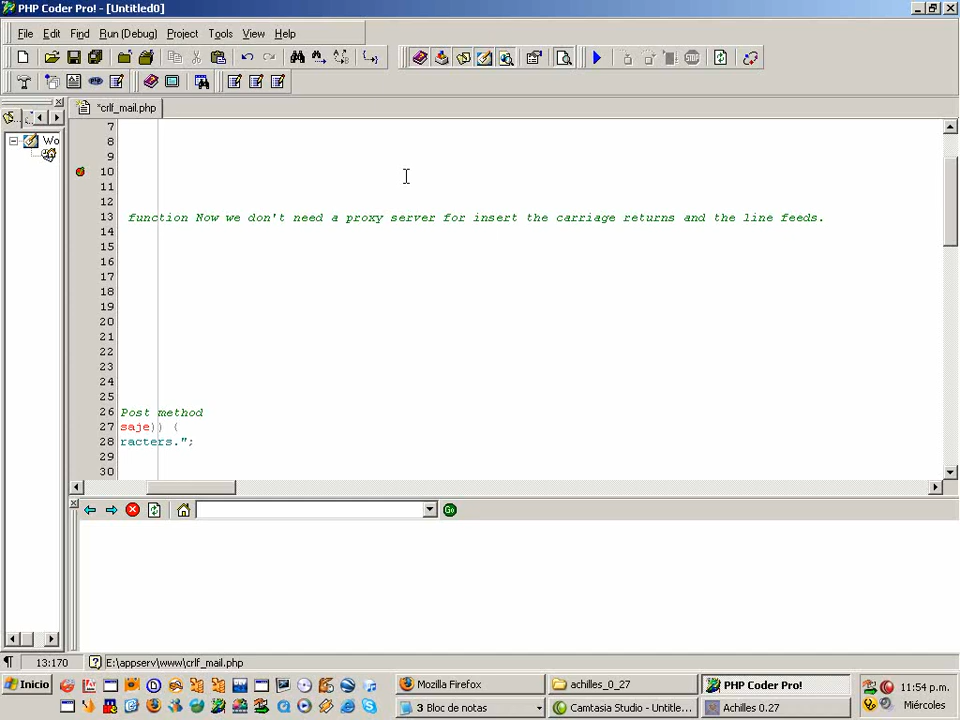 PHP Coder Pro! - [Untitled0]
File Edit Find Run (Debug) Project Tools View Help
*crlf_mail.php
7
8
Wo
9
10
11
12
13 function Now we don't need a proxy server for insert the carriage returns and the line feeds.
14
15
16
17
18
19
20
21
22
23
24
25
26 Post method
27 saje)) {
28 racters.";
29
30
Go
13:170 E:\appserv\www\crlf_mail.php
Inicio Mozilla Firefox achilles_0_27 PHP Coder Pro! 11:54 p.m.
3 Bloc de notas Camtasia Studio - Untitle... Achilles 0.27 Miércoles